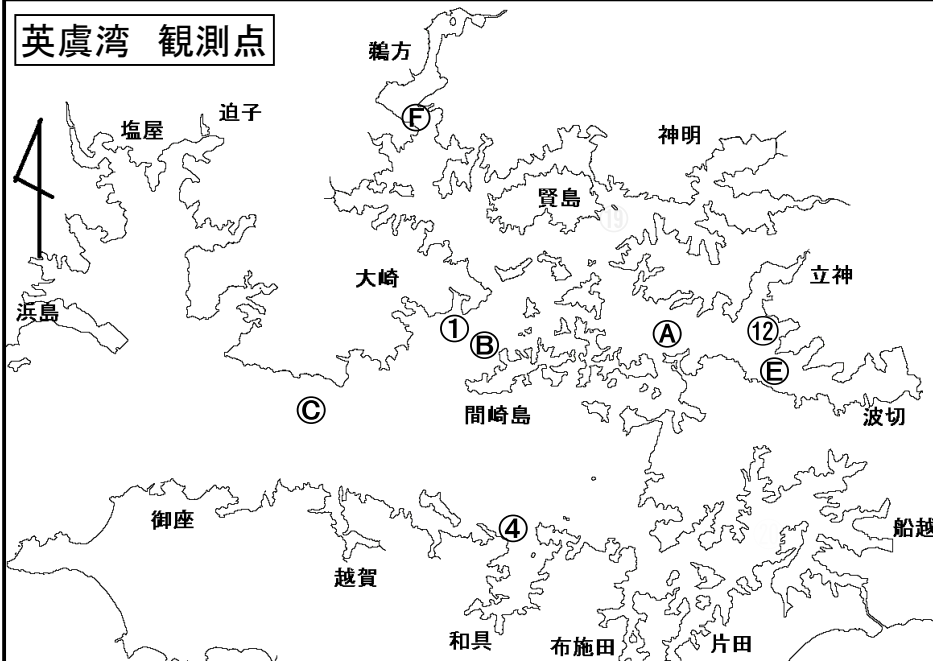 英虞湾 観測点
鵜方
Ⓕ
迫子
塩屋
神明
賢島
⑲
大崎
立神
浜島
①
Ⓑ
Ⓐ
⑫
Ⓔ
間崎島
波切
Ⓒ
御座
④
船越
越賀
和具
布施田
片田